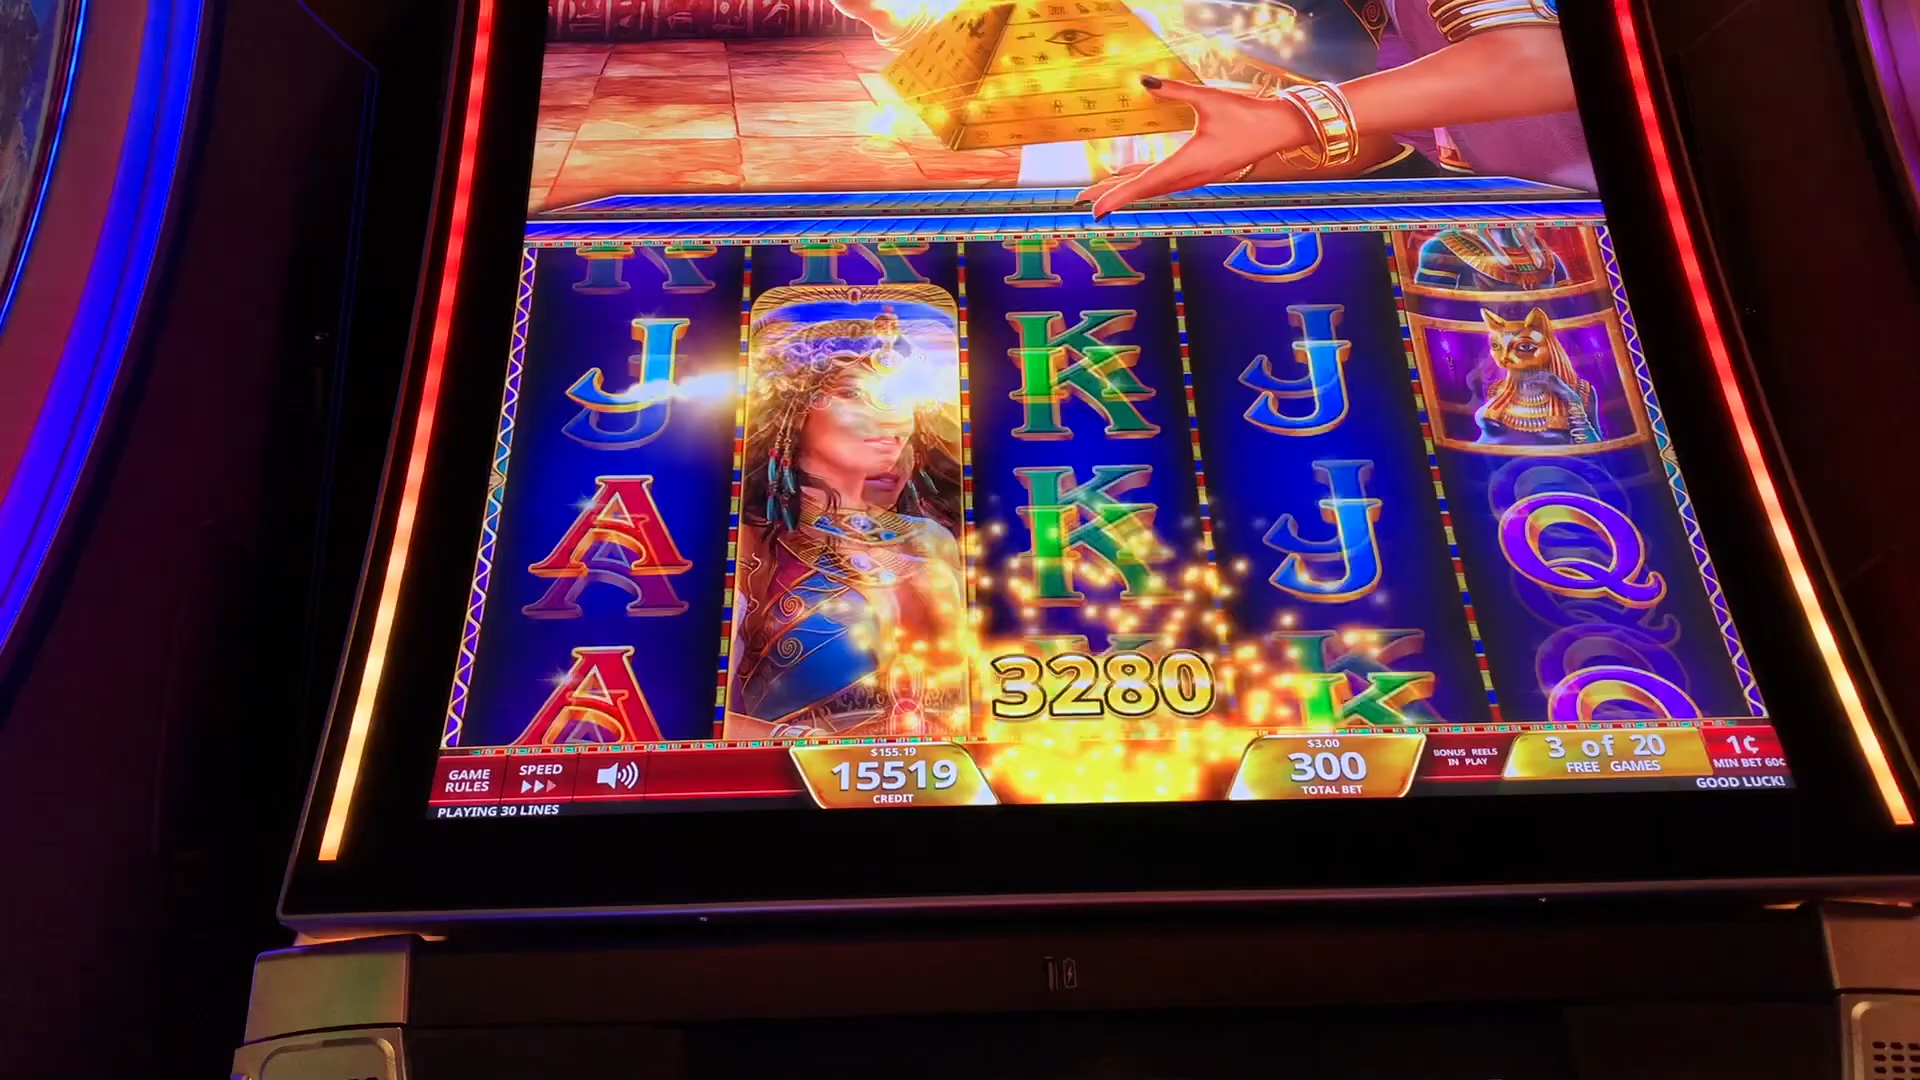 K K K J
J K J
A K J Q
A K Q
3280
GAME RULES
SPEED
$155.19
15519
CREDIT
$3.00
300
TOTAL BET
BONUS REELS
IN PLAY
3 of 20
FREE GAMES
1¢
MIN BET 60¢
PLAYING 30 LINES
GOOD LUCK!